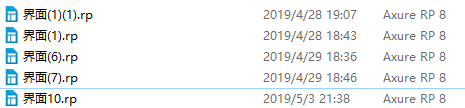 界面(1)(1).rp 2019/4/28 19:07 Axure RP 8
界面(1).rp 2019/4/28 18:43 Axure RP 8
界面(6).rp 2019/4/29 18:36 Axure RP 8
界面(7).rp 2019/4/29 18:46 Axure RP 8
界面10.rp 2019/5/3 21:38 Axure RP 8